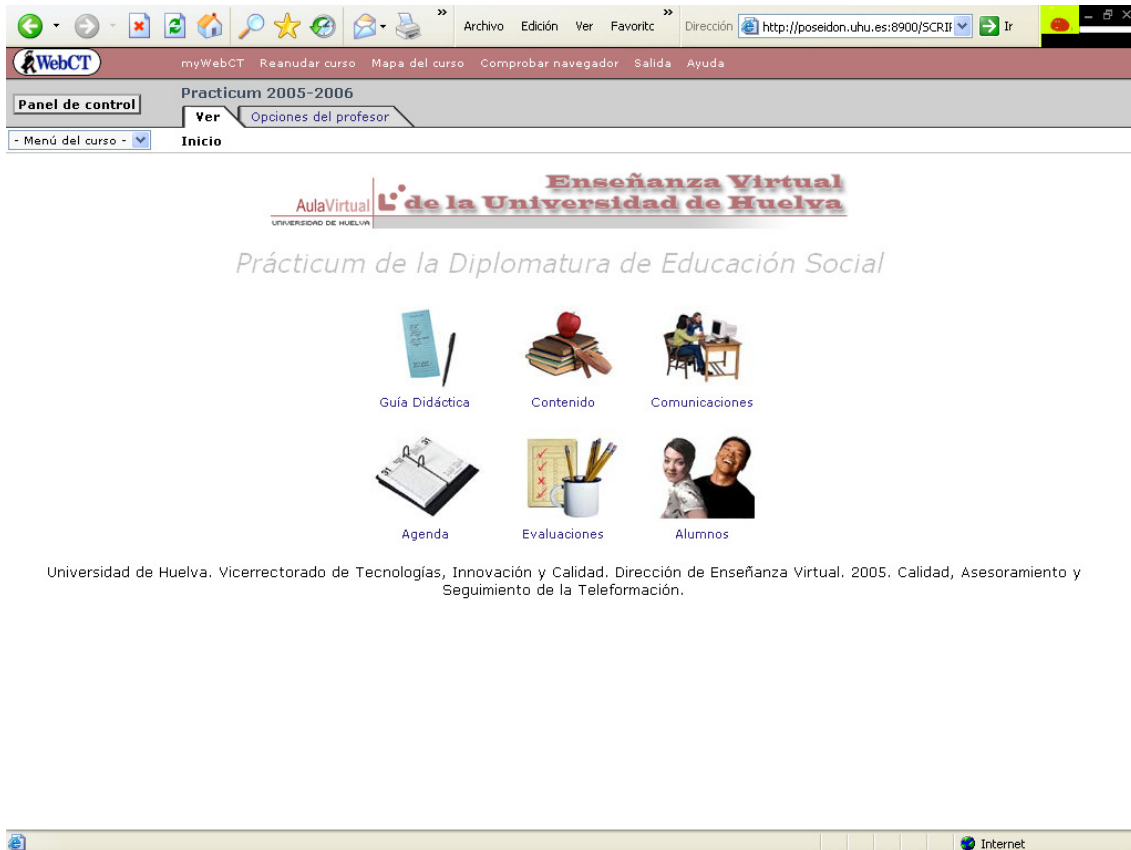 Archivo Edición Ver Favoritc Dirección http://poseidon.uhu.es:8900/SCRIF Ir
WebCT myWebCT Reanudar curso Mapa del curso Comprobar navegador Salida Ayuda
Panel de control Practicum 2005-2006
Ver Opciones del profesor
- Menú del curso - Inicio
Enseñanza Virtual
AulaVirtual de la Universidad de Huelva
UNIVERSIDAD DE HUELVA
Prácticum de la Diplomatura de Educación Social
Guía Didáctica Contenido Comunicaciones
31 31
Agenda Evaluaciones Alumnos
Universidad de Huelva. Vicerrectorado de Tecnologías, Innovación y Calidad. Dirección de Enseñanza Virtual. 2005. Calidad, Asesoramiento y
Seguimiento de la Teleformación.
Internet